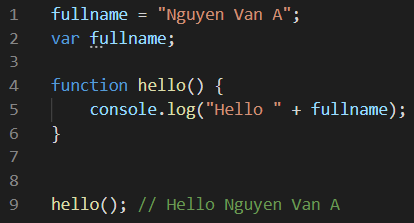 1 fullname = "Nguyen Van A";
2 var fullname;
3
4 function hello() {
5     console.log("Hello " + fullname);
6 }
7
8
9 hello(); // Hello Nguyen Van A